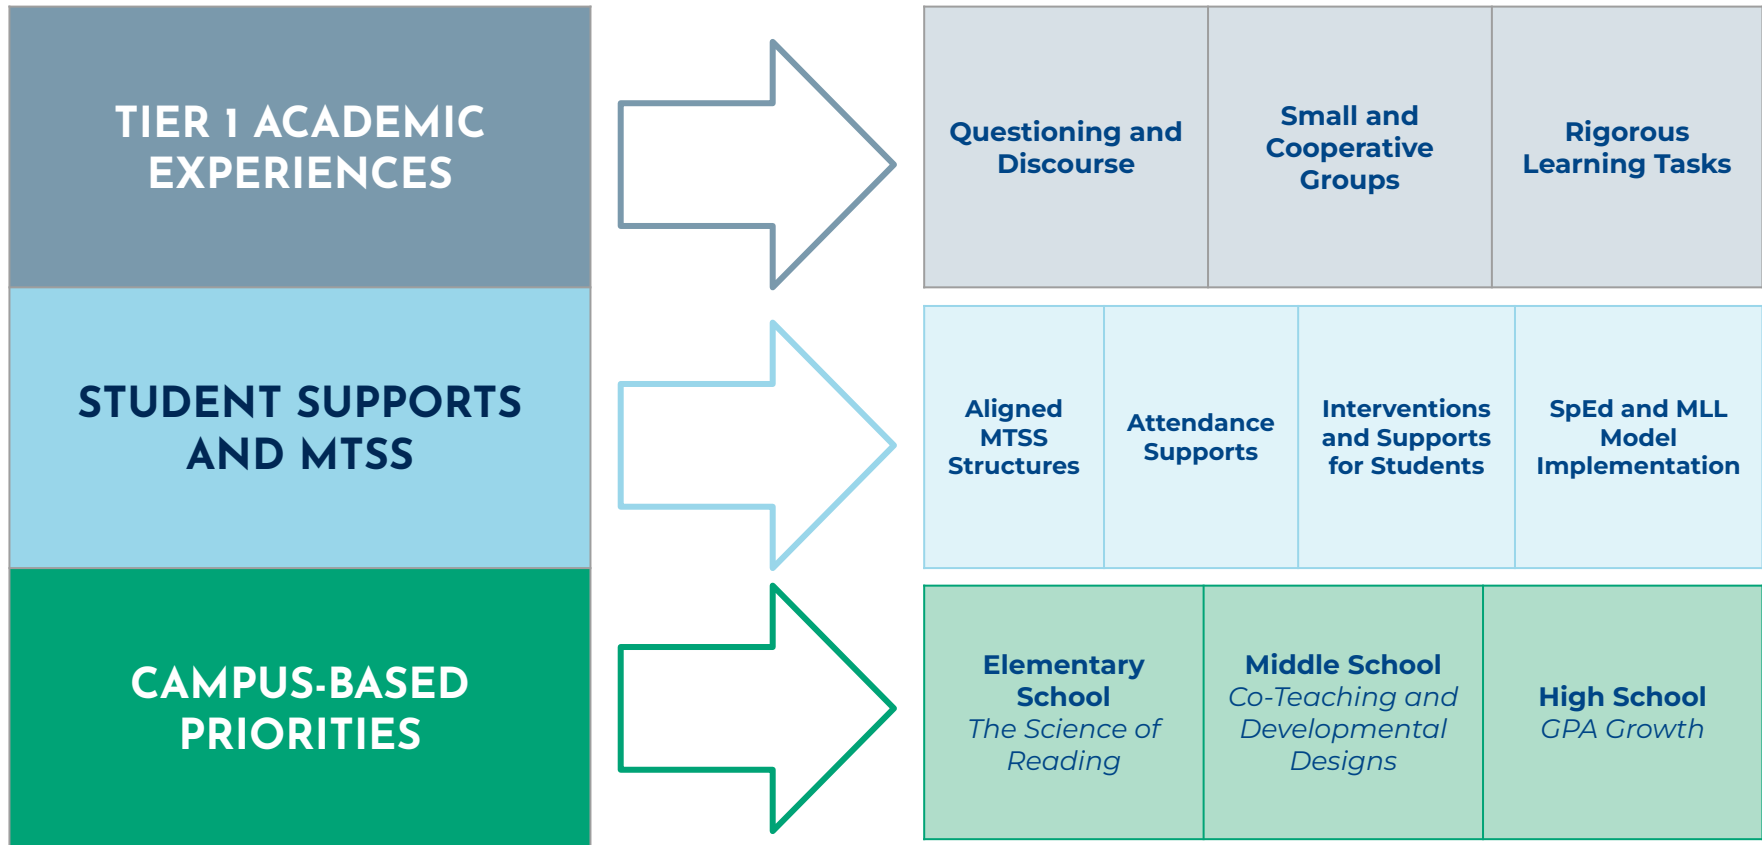 TIER 1 ACADEMIC
EXPERIENCES
Questioning and
Discourse
Small and
Cooperative
Groups
Rigorous
Learning Tasks
STUDENT SUPPORTS
AND MTSS
Aligned
MTSS
Structures
Attendance
Supports
Interventions
and Supports
for Students
SpEd and MLL
Model
Implementation
CAMPUS-BASED
PRIORITIES
Elementary
School
The Science of
Reading
Middle School
Co-Teaching and
Developmental
Designs
High School
GPA Growth